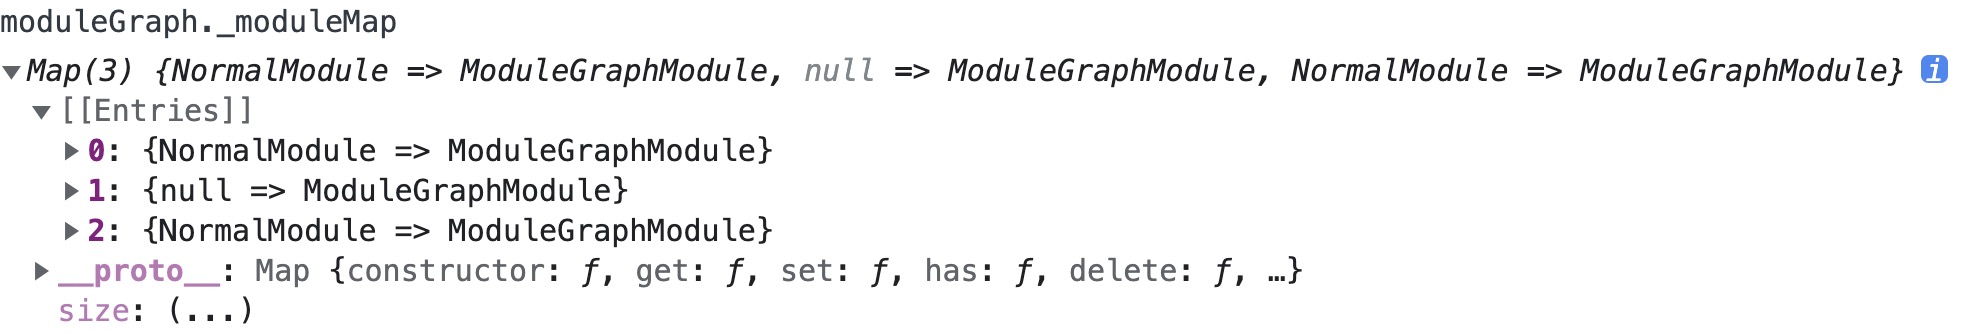 moduleGraph._moduleMap
▼Map(3) {NormalModule => ModuleGraphModule, null => ModuleGraphModule, NormalModule => ModuleGraphModule} i
▼[[Entries]]
▶0: {NormalModule => ModuleGraphModule}
▶1: {null => ModuleGraphModule}
▶2: {NormalModule => ModuleGraphModule}
▶__proto__: Map {constructor: ƒ, get: ƒ, set: ƒ, has: ƒ, delete: ƒ, …}
size: (...)